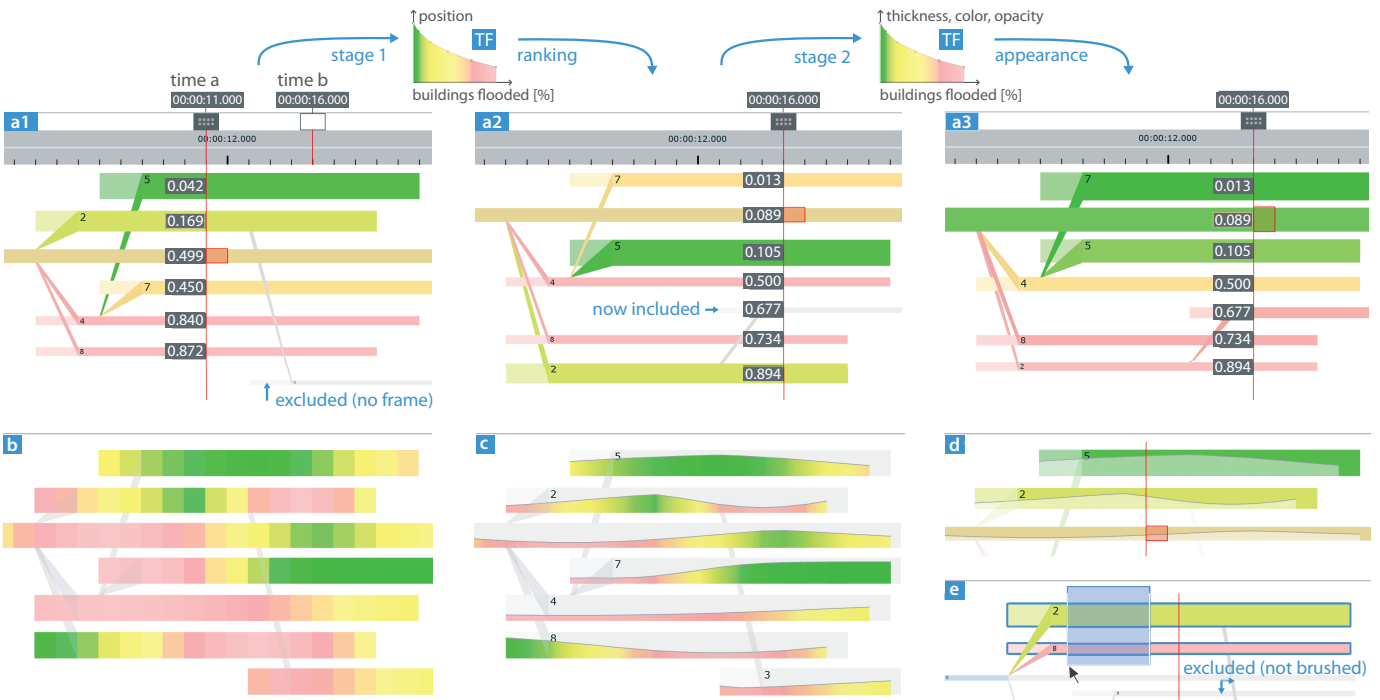 position
TF
stage 1
ranking
buildings flooded [%]
stage 2
thickness, color, opacity
TF
appearance
buildings flooded [%]
time a
time b
00:00:11.000
00:00:16.000
00:00:16.000
00:00:16.000
a1
00:00:12.000
a2
00:00:12.000
a3
00:00:12.000
5
0.042
2
0.169
0.499
0.450
7
4
0.840
8
0.872
excluded (no frame)
7
0.013
0.089
5
0.105
4
0.500
now included
0.677
8
0.734
2
0.894
7
0.013
0.089
5
0.105
4
0.500
0.677
8
0.734
2
0.894
b
c
5
2
7
4
8
3
d
5
2
e
2
8
excluded (not brushed)